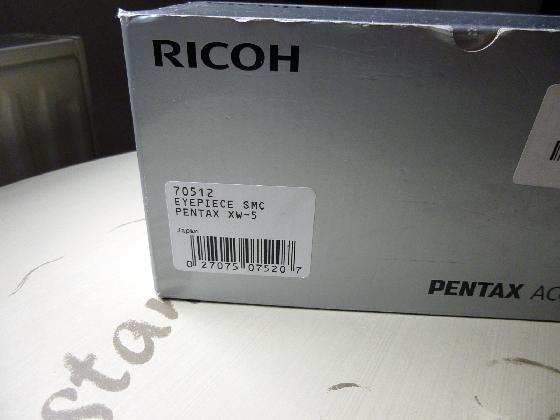 RICOH
70512
EYEPIECE SMC
PENTAX XW-5
Japan
0 27075 07520 7
PENTAX AC
star